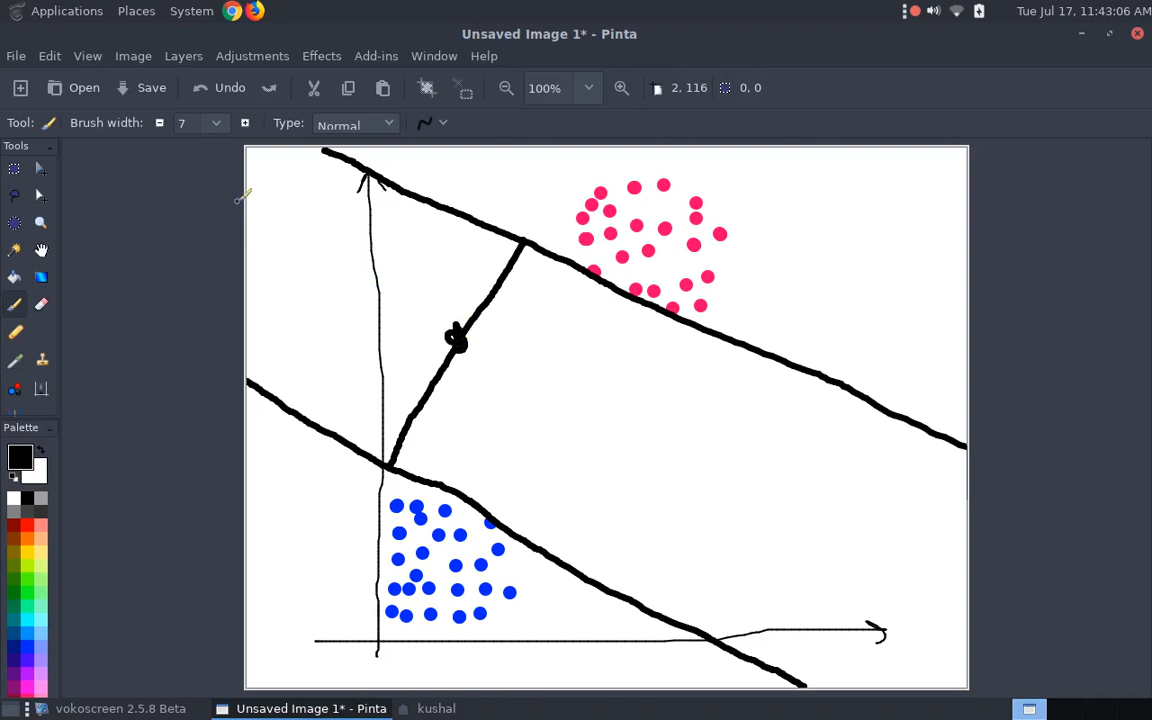 Applications Places System Tue Jul 17, 11:43:06 AM
Unsaved Image 1* - Pinta
File Edit View Image Layers Adjustments Effects Add-ins Window Help
Open Save Undo 100% 2, 116 0, 0
Tool: Brush width: 7 Type: Normal
Tools
Palette
vokoscreen 2.5.8 Beta Unsaved Image 1* - Pinta kushal